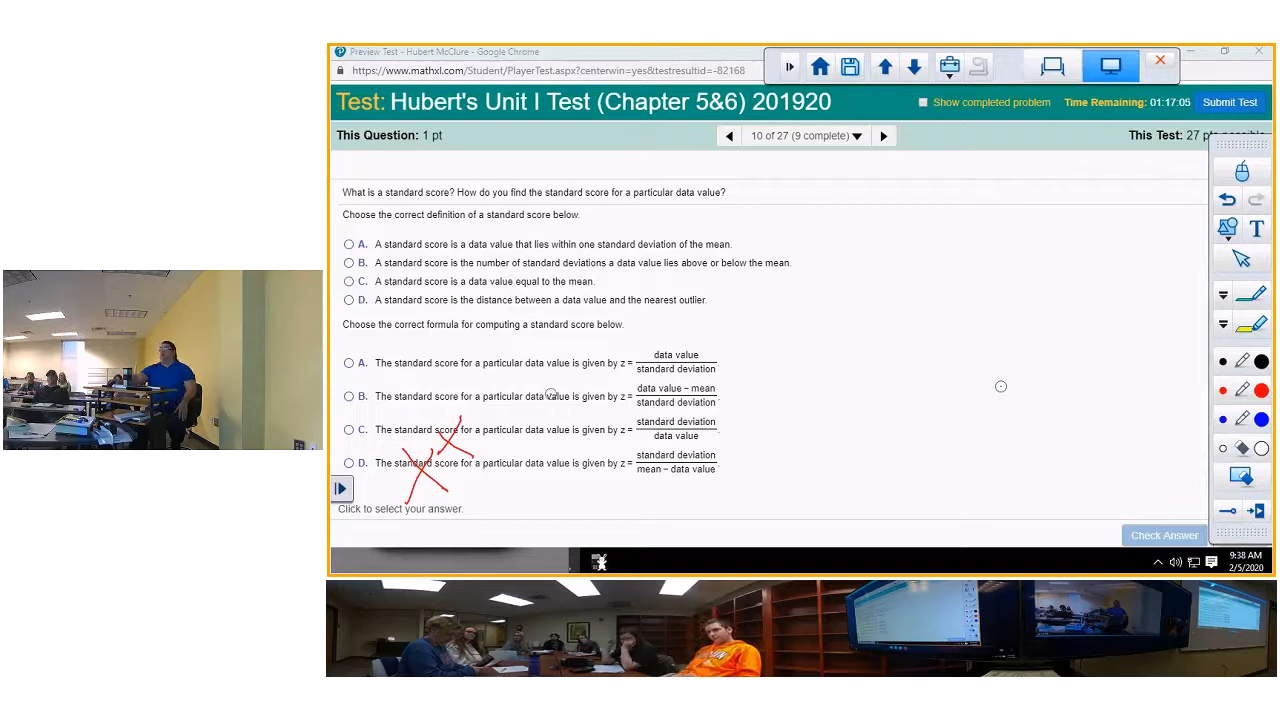 Preview Test - Hubert McClure - Google Chrome
https://www.mathxl.com/Student/PlayerTest.aspx?centerwin=yes&testresultid=-82168
Test: Hubert's Unit I Test (Chapter 5&6) 201920
Show completed problem
Time Remaining: 01:17:05
Submit Test
This Question: 1 pt
10 of 27 (9 complete)
This Test: 27 pts possible
What is a standard score? How do you find the standard score for a particular data value?
Choose the correct definition of a standard score below.
A. A standard score is a data value that lies within one standard deviation of the mean.
B. A standard score is the number of standard deviations a data value lies above or below the mean.
C. A standard score is a data value equal to the mean.
D. A standard score is the distance between a data value and the nearest outlier.
Choose the correct formula for computing a standard score below.
A. The standard score for a particular data value is given by z = data value / standard deviation.
B. The standard score for a particular data value is given by z = data value − mean / standard deviation.
C. The standard score for a particular data value is given by z = standard deviation / data value.
D. The standard score for a particular data value is given by z = standard deviation / mean − data value.
Click to select your answer.
Check Answer
T
9:38 AM
2/5/2020